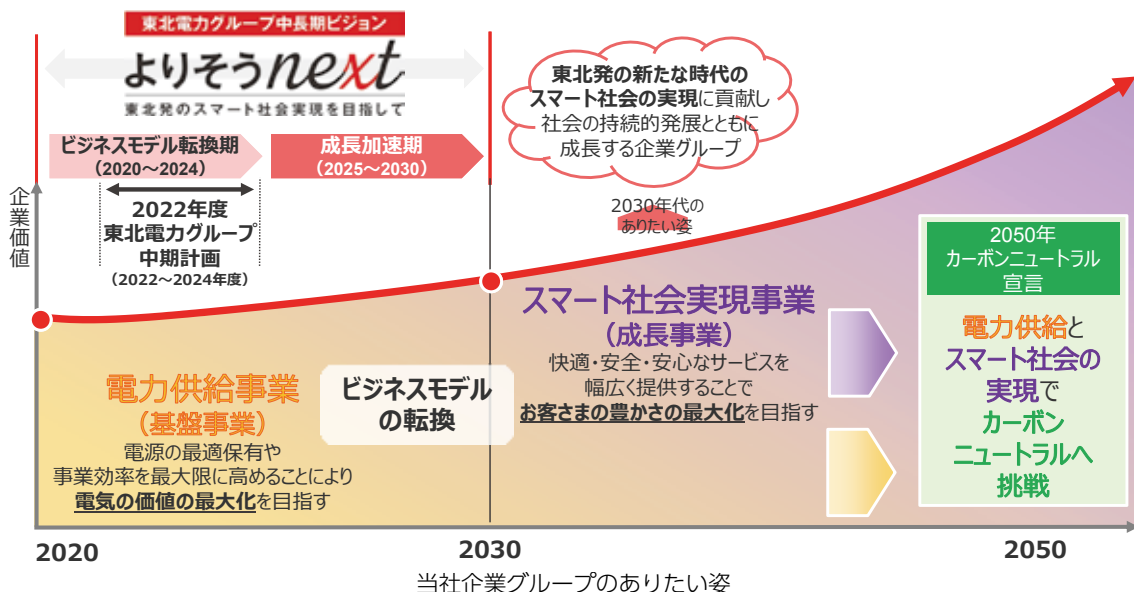 東北電力グループ中長期ビジョン
よりそうnext
東北発のスマート社会実現を目指して
ビジネスモデル転換期
（2020～2024）
成長加速期
（2025～2030）
2022年度
東北電力グループ
中期計画
（2022～2024年度）
東北発の新たな時代の
スマート社会の実現に貢献し
社会の持続的発展とともに
成長する企業グループ
2030年代の
ありたい姿
企業価値
2050年
カーボンニュートラル
宣言
電力供給と
スマート社会の
実現で
カーボン
ニュートラルへ
挑戦
スマート社会実現事業
（成長事業）
快適・安全・安心なサービスを
幅広く提供することで
お客さまの豊かさの最大化を目指す
ビジネスモデル
の転換
電力供給事業
（基盤事業）
電源の最適保有や
事業効率を最大限に高めることにより
電気の価値の最大化を目指す
2020
2030
2050
当社企業グループのありたい姿